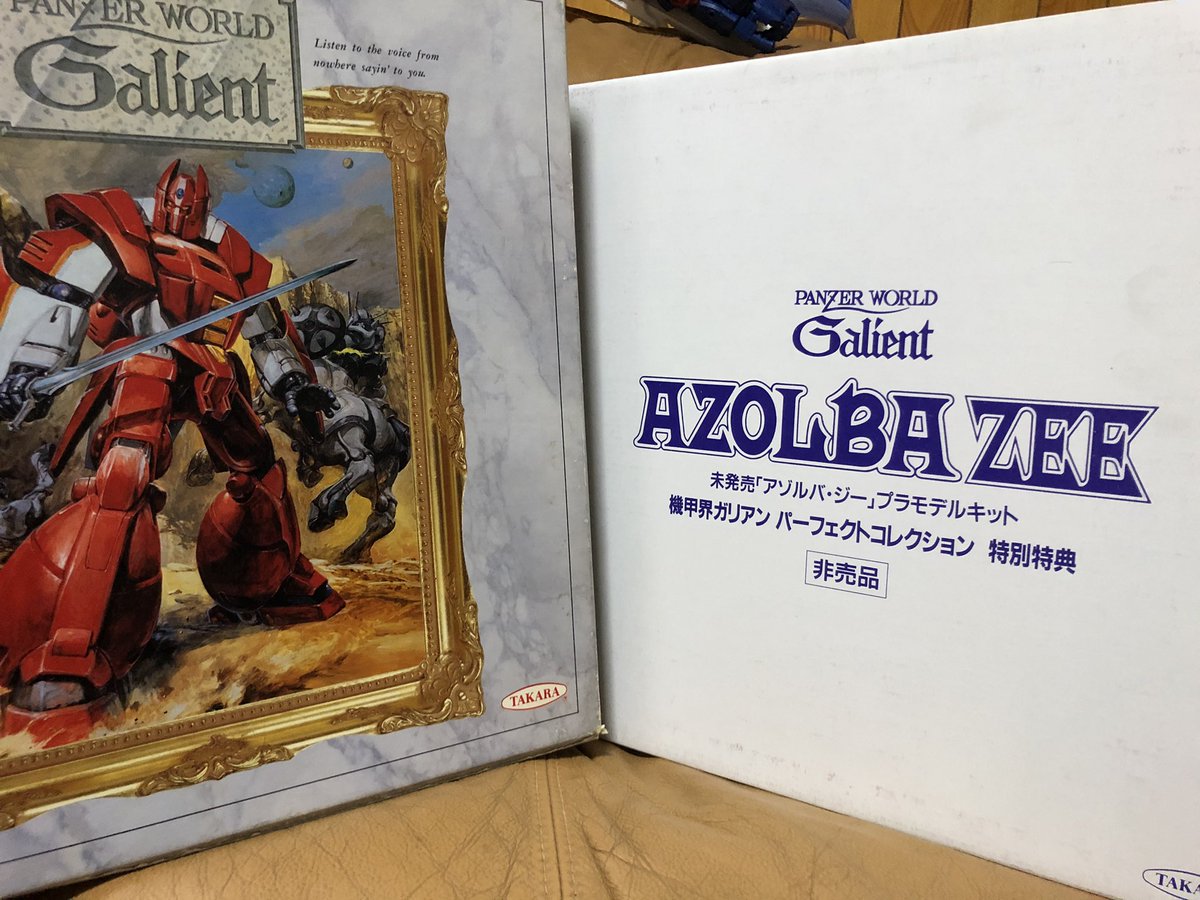 PANZER WORLD
Galient
Listen to the voice from
nowhere sayin' to you.
TAKARA
PANZER WORLD
Galient
AZOLBA ZEE
未発売「アゾルバ・ジー」プラモデルキット
機甲界ガリアン パーフェクトコレクション 特別特典
非売品
TAKA